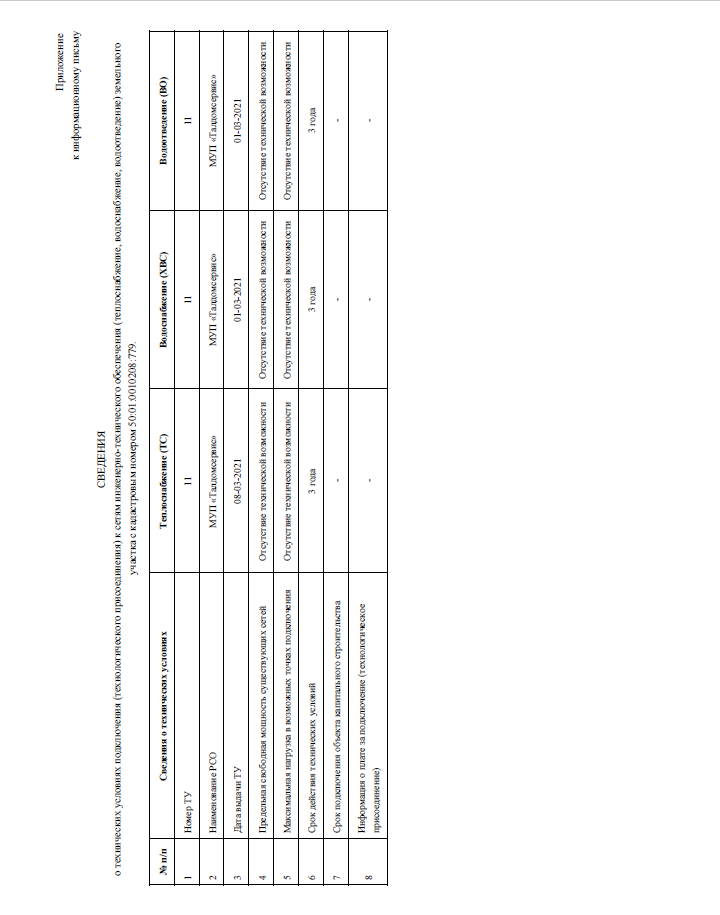 Приложение
к информационному письму
СВЕДЕНИЯ
о технических условиях подключения (технологического присоединения) к сетям инженерно-технического обеспечения (теплоснабжение, водоснабжение, водоотведение) земельного
участка с кадастровым номером 50:01:0010208:779.
№ п/п Сведения о технических условиях Теплоснабжение (ТС) Водоснабжение (ХВС) Водоотведение (ВО)
1 Номер ТУ 11 11 11
2 Наименование РСО МУП «Талдомсервис» МУП «Талдомсервис» МУП «Талдомсервис»
3 Дата выдачи ТУ 08-03-2021 01-03-2021 01-03-2021
4 Предельная свободная мощность существующих сетей Отсутствие технической возможности Отсутствие технической возможности Отсутствие технической возможности
5 Максимальная нагрузка в возможных точках подключения Отсутствие технической возможности Отсутствие технической возможности Отсутствие технической возможности
6 Срок действия технических условий 3 года 3 года 3 года
7 Срок подключения объекта капитального строительства - - -
8 Информация о плате за подключение (технологическое
присоединение) - - -